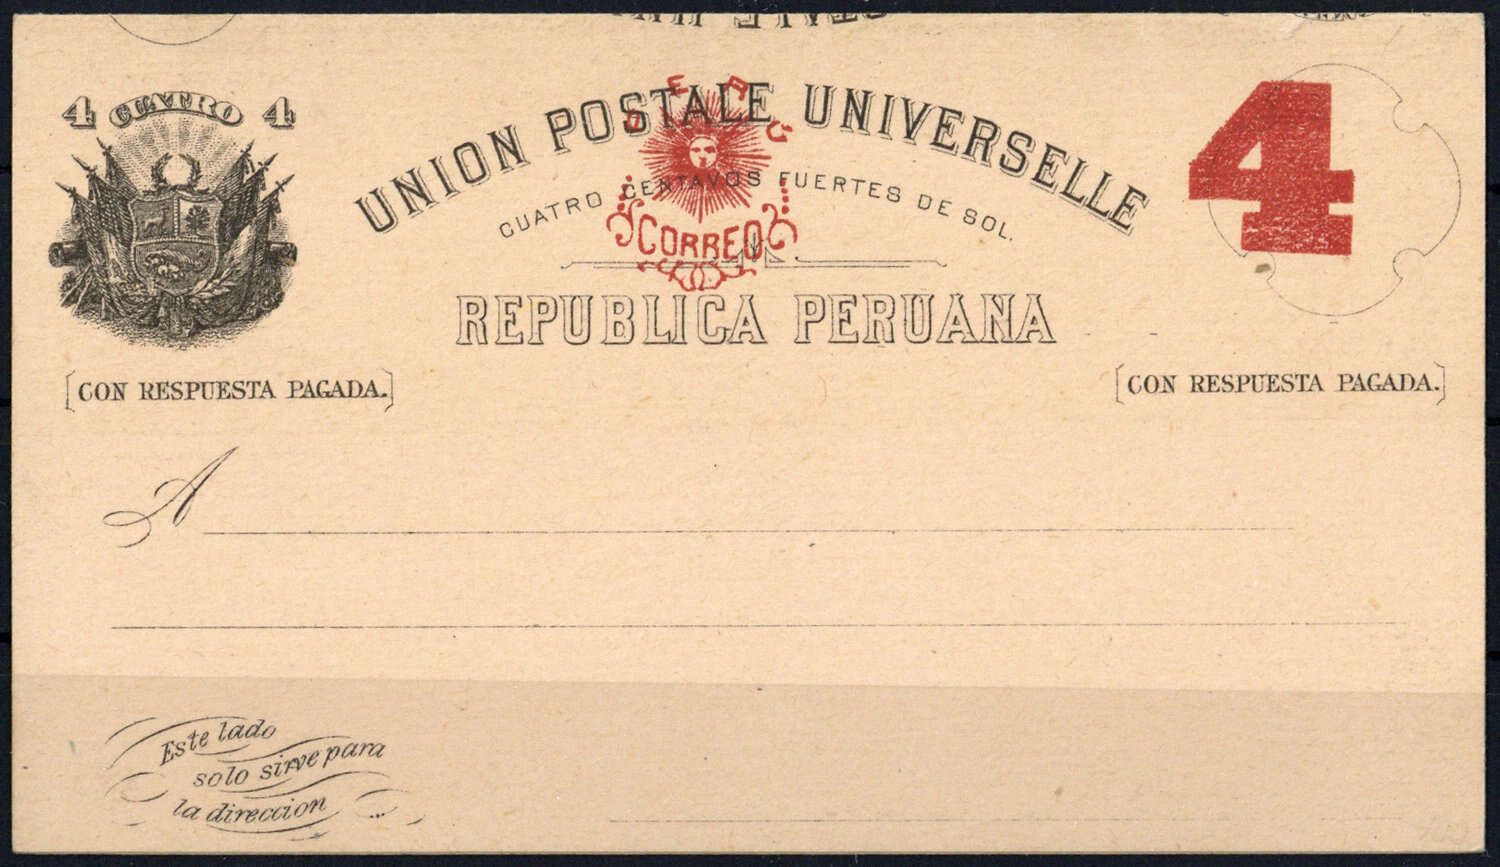 4 CUATRO 4
UNION POSTALE UNIVERSELLE
CUATRO CENTAVOS FUERTES DE SOL.
PERU
CORREO
4
REPUBLICA PERUANA
[CON RESPUESTA PAGADA.]
[CON RESPUESTA PAGADA.]
A
Este lado
solo sirve para
la direccion